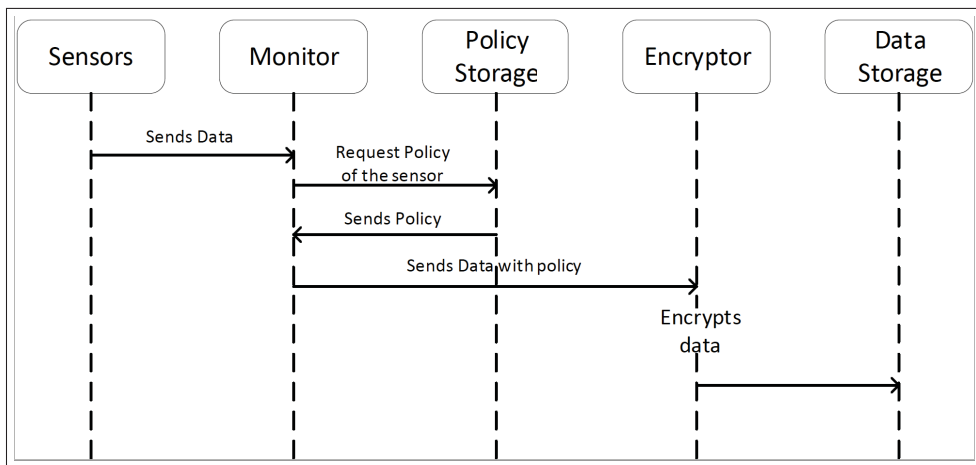 Sensors
Monitor
Policy
Storage
Encryptor
Data
Storage
Sends Data
Request Policy
of the sensor
Sends Policy
Sends Data with policy
Encrypts
data